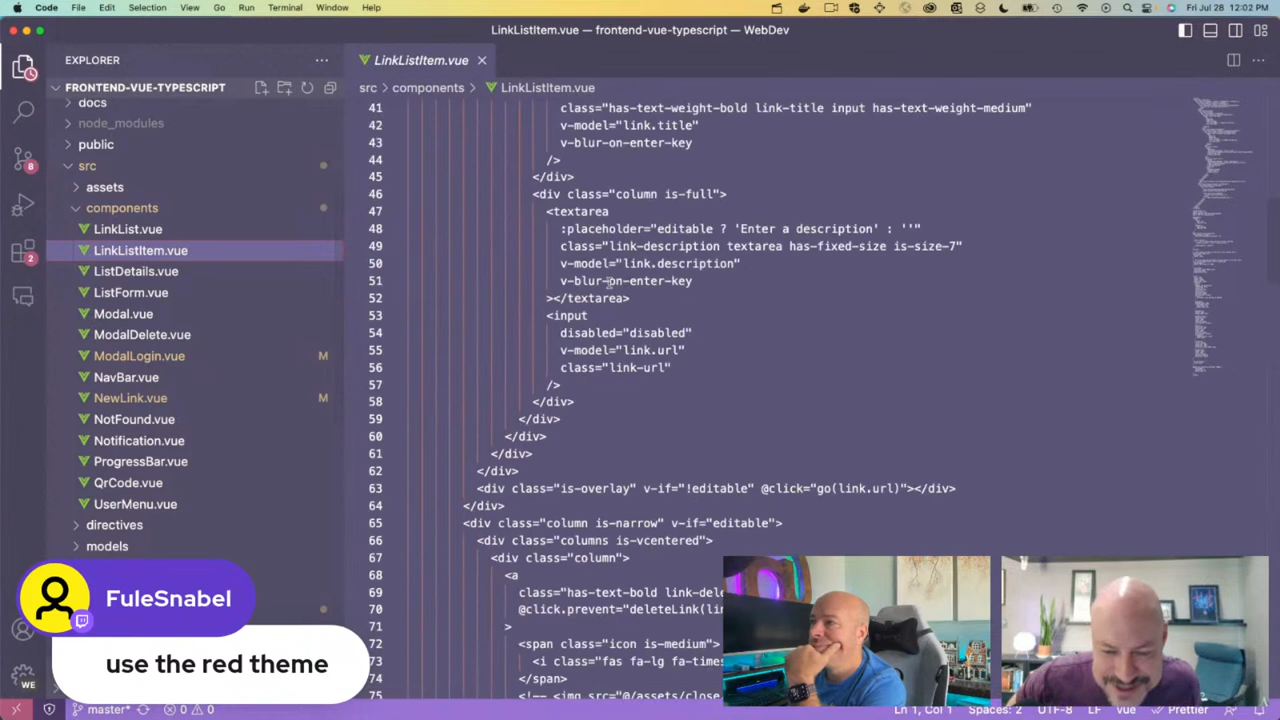 Code File Edit Selection View Go Run Terminal Window Help Fri Jul 28 12:02 PM
LinkListItem.vue — frontend-vue-typescript — WebDev
EXPLORER
LinkListItem.vue
FRONTEND-VUE-TYPESCRIPT
src > components > LinkListItem.vue
docs
node_modules
public
src
assets
components
LinkList.vue
LinkListItem.vue
ListDetails.vue
ListForm.vue
Modal.vue
ModalDelete.vue
ModalLogin.vue M
NavBar.vue
NewLink.vue M
NotFound.vue
Notification.vue
ProgressBar.vue
QrCode.vue
UserMenu.vue
directives
models
8
2
WE
41 class="has-text-weight-bold link-title input has-text-weight-medium"
42 v-model="link.title"
43 v-blur-on-enter-key
44 />
45 </div>
46 <div class="column is-full">
47 <textarea
48 :placeholder="editable ? 'Enter a description' : ''"
49 class="link-description textarea has-fixed-size is-size-7"
50 v-model="link.description"
51 v-blur-on-enter-key
52 ></textarea>
53 <input
54 disabled="disabled"
55 v-model="link.url"
56 class="link-url"
57 />
58 </div>
59 </div>
60 </div>
61 </div>
62 </div>
63 <div class="is-overlay" v-if="!editable" @click="go(link.url)"></div>
64 </div>
65 <div class="column is-narrow" v-if="editable">
66 <div class="columns is-vcentered">
67 <div class="column">
68 <a
69 class="has-text-bold link-del
70 @click.prevent="deleteLink(lin
71 >
72 <span class="icon is-medium">
73 <i class="fas fa-lg fa-times
74 </span>
75 <!-- <img src="@/assets/close
FuleSnabel
use the red theme
master* 0 0 Ln 1, Col 1 Spaces: 2 UTF-8 LF vue Prettier